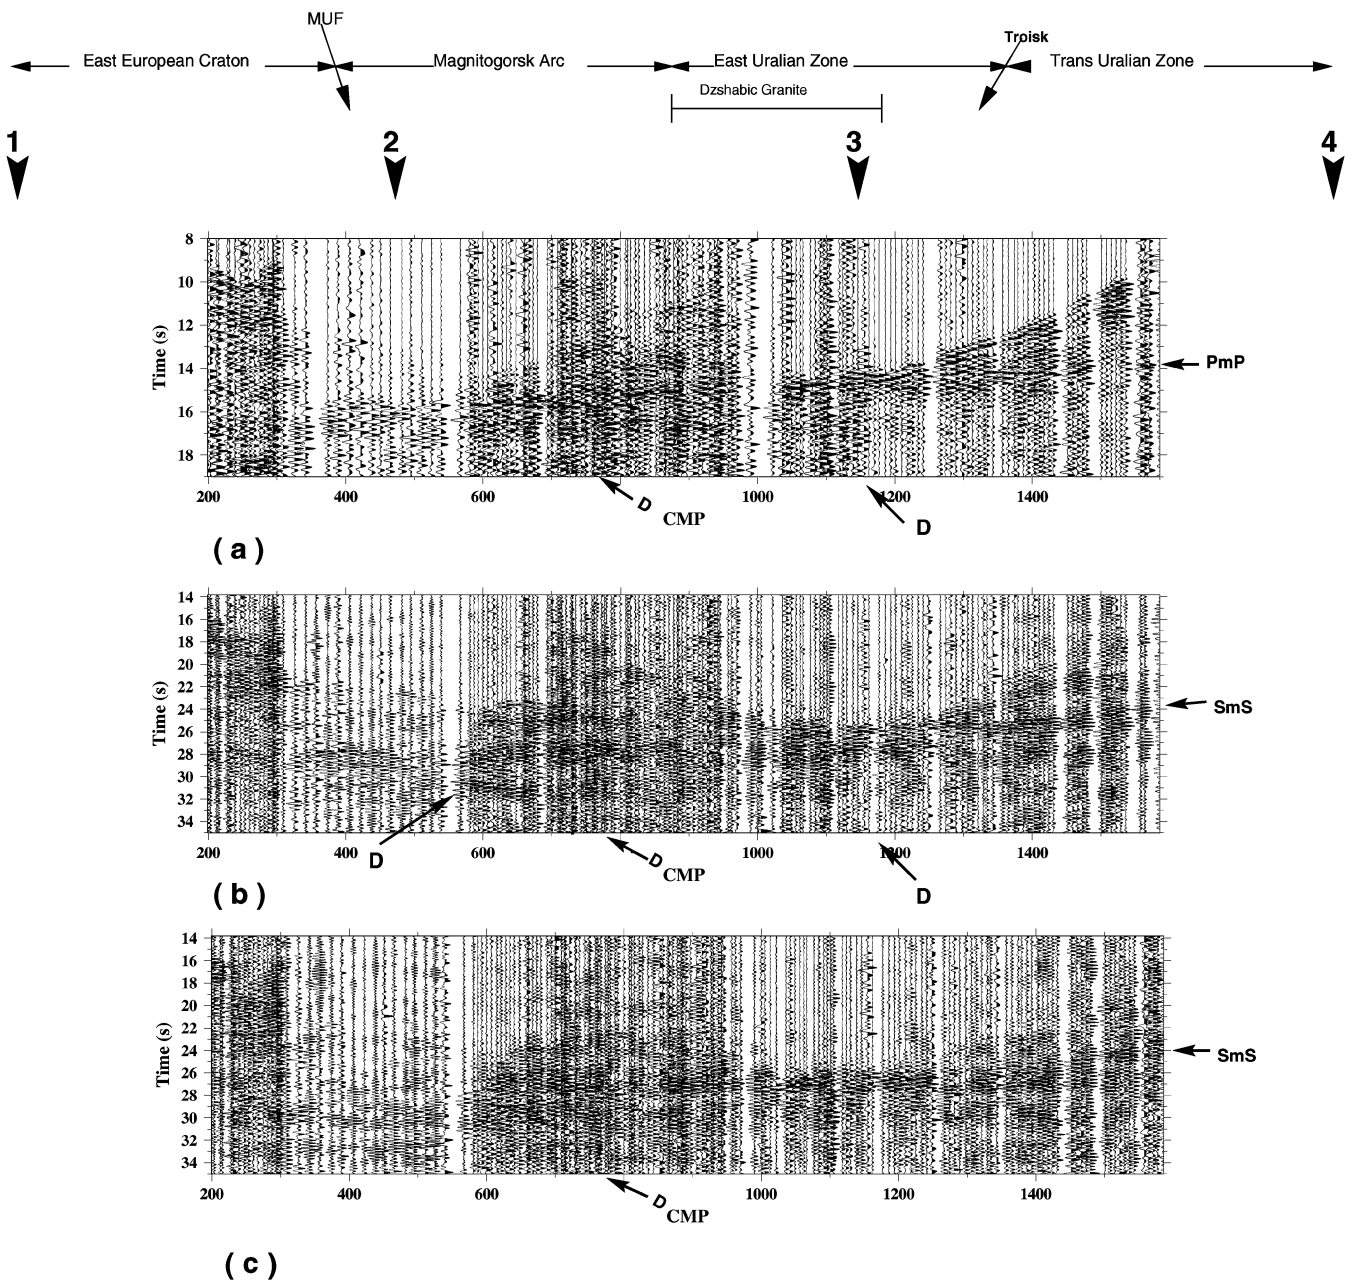 MUF
Troisk
East European Craton
Magnitogorsk Arc
East Uralian Zone
Trans Uralian Zone
Dzshabic Granite
1
2
3
4
8
10
12
14
16
18
Time (s)
PmP
200
400
600
1000
1200
1400
D
CMP
D
( a )
14
16
18
20
22
24
26
28
30
32
34
Time (s)
SmS
200
400
600
1000
1200
1400
D
D
CMP
D
( b )
14
16
18
20
22
24
26
28
30
32
34
Time (s)
SmS
200
400
600
1000
1200
1400
D
CMP
( c )